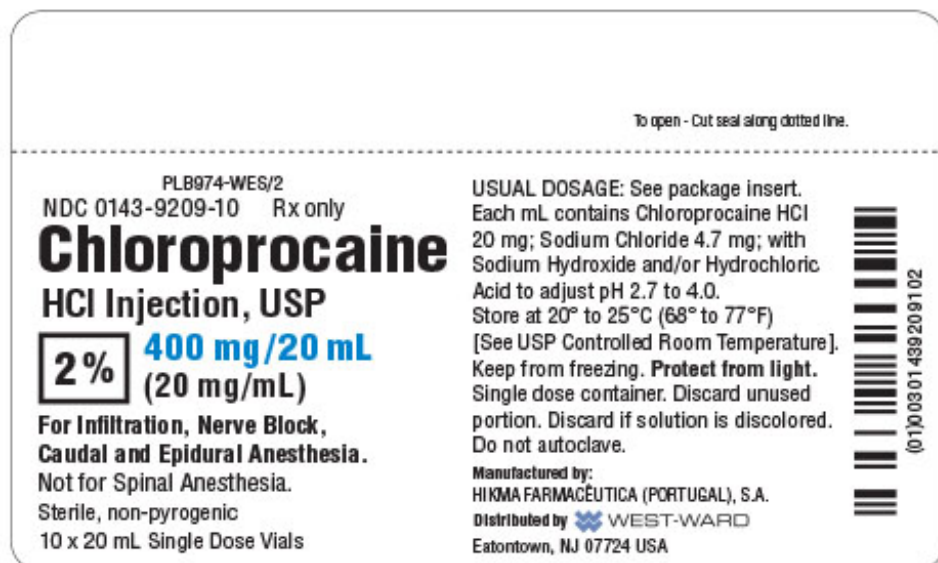 To open - Cut seal along dotted line.
PLB974-WES/2
NDC 0143-9209-10 Rx only
Chloroprocaine
HCl Injection, USP
2% 400 mg/20 mL
(20 mg/mL)
For Infiltration, Nerve Block,
Caudal and Epidural Anesthesia.
Not for Spinal Anesthesia.
Sterile, non-pyrogenic
10 x 20 mL Single Dose Vials
USUAL DOSAGE: See package insert.
Each mL contains Chloroprocaine HCl
20 mg; Sodium Chloride 4.7 mg; with
Sodium Hydroxide and/or Hydrochloric
Acid to adjust pH 2.7 to 4.0.
Store at 20° to 25°C (68° to 77°F)
[See USP Controlled Room Temperature].
Keep from freezing. Protect from light.
Single dose container. Discard unused
portion. Discard if solution is discolored.
Do not autoclave.
Manufactured by:
HIKMA FARMACÊUTICA (PORTUGAL), S.A.
Distributed by WEST-WARD
Eatontown, NJ 07724 USA
(01)00301439209102